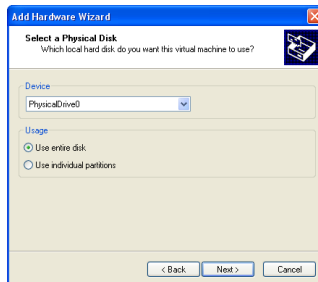 Add Hardware Wizard
Select a Physical Disk
Which local hard disk do you want this virtual machine to use?
Device
PhysicalDrive0
Usage
Use entire disk
Use individual partitions
< Back
Next >
Cancel